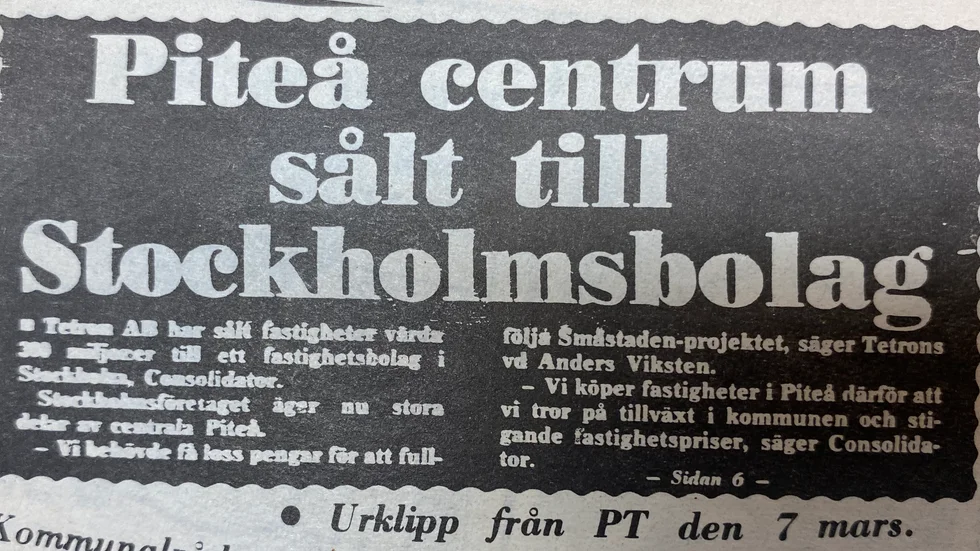 Piteå centrum
sålt till
Stockholmsbolag
Tetron AB har sålt fastigheter värda
300 miljoner till ett fastighetsbolag i
Stockholm, Consolidator.
Stockholmsföretaget äger nu stora
delar av centrala Piteå.
– Vi behövde få loss pengar för att full-
följa Småstaden-projektet, säger Tetrons
vd Anders Viksten.
– Vi köper fastigheter i Piteå därför att
vi tror på tillväxt i kommunen och sti-
gande fastighetspriser, säger Consolida-
tor.
– Sidan 6 –
● Urklipp från PT den 7 mars.